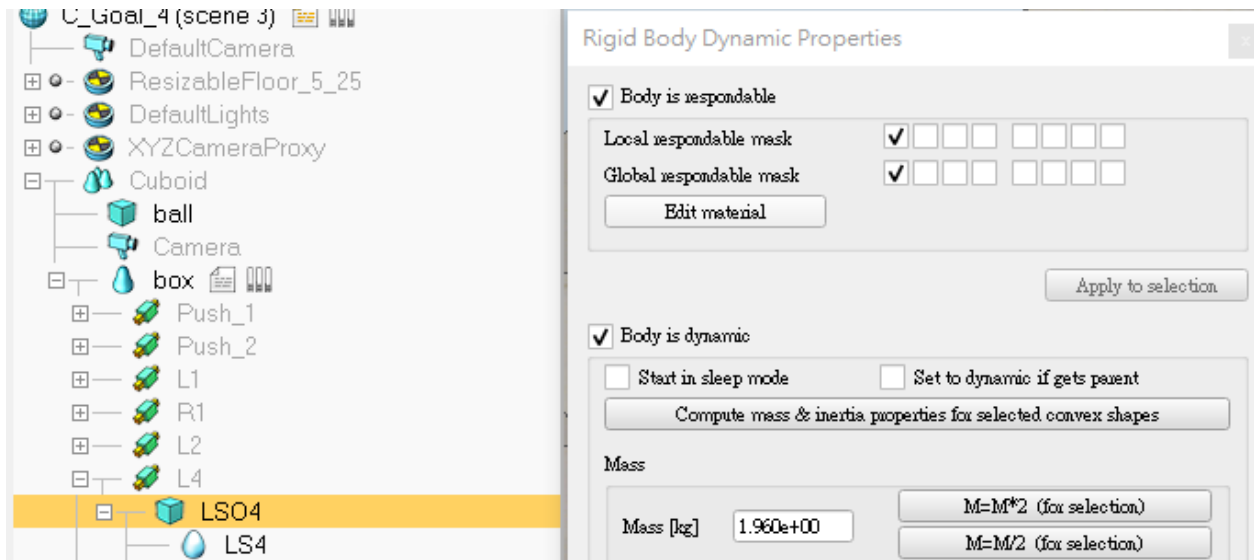 C_Goal_4 (scene 3)
DefaultCamera
ResizableFloor_5_25
DefaultLights
XYZCameraProxy
Cuboid
ball
Camera
box
Push_1
Push_2
L1
R1
L2
L4
LSO4
LS4
Rigid Body Dynamic Properties
x
Body is respondable
Local respondable mask
Global respondable mask
Edit material
Apply to selection
Body is dynamic
Start in sleep mode
Set to dynamic if gets parent
Compute mass & inertia properties for selected convex shapes
Mass
Mass [kg] 1.960e+00
M=M*2 (for selection)
M=M/2 (for selection)